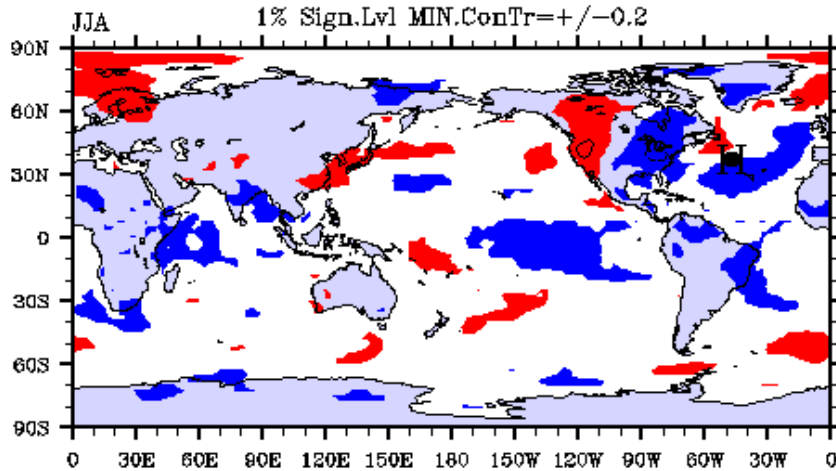 JJA 1% Sign.Lvl MIN.ConTr=+/-0.2
90N
60N
30N
0
30S
60S
90S
0 30E 60E 90E 120E 150E 180 150W 120W 90W 60W 30W 0
H